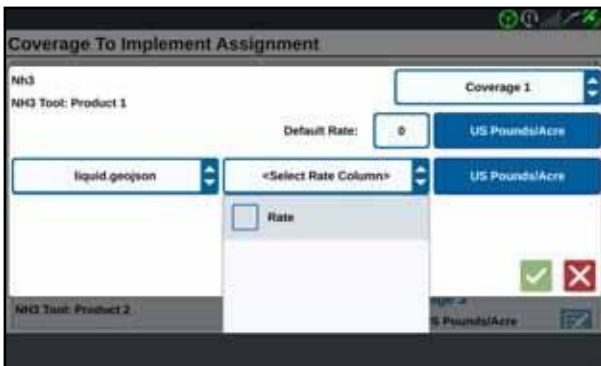 Coverage To Implement Assignment
Nh3
Coverage 1
NH3 Tool: Product 1
Default Rate: 0 US Pounds/Acre
liquid.geojson <Select Rate Column> US Pounds/Acre
Rate
NH3 Tool: Product 2
S Pounds/Acre